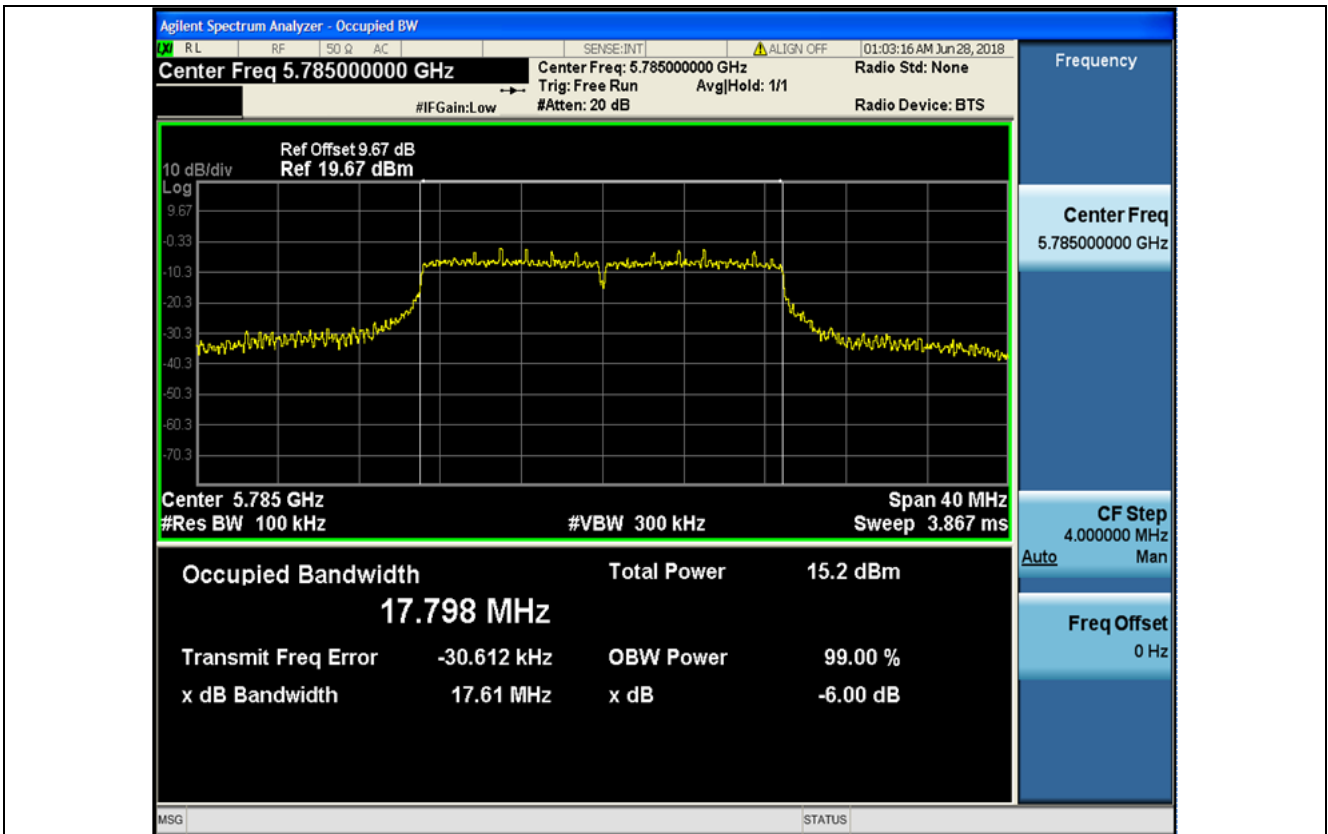 Agilent Spectrum Analyzer - Occupied BW
LXI RL RF 50 Ω AC SENSE:INT ALIGN OFF 01:03:16 AM Jun 28, 2018
Center Freq 5.785000000 GHz
Center Freq: 5.785000000 GHz
Radio Std: None
Trig: Free Run Avg|Hold: 1/1
#IFGain:Low
#Atten: 20 dB
Radio Device: BTS
Ref Offset 9.67 dB
10 dB/div Ref 19.67 dBm
Log
9.67
-0.33
-10.3
-20.3
-30.3
-40.3
-50.3
-60.3
-70.3
Center 5.785 GHz Span 40 MHz
#Res BW 100 kHz #VBW 300 kHz Sweep 3.867 ms
Occupied Bandwidth Total Power 15.2 dBm
17.798 MHz
Transmit Freq Error -30.612 kHz OBW Power 99.00 %
x dB Bandwidth 17.61 MHz x dB -6.00 dB
Frequency
Center Freq
5.785000000 GHz
CF Step
4.000000 MHz
Auto Man
Freq Offset
0 Hz
MSG STATUS